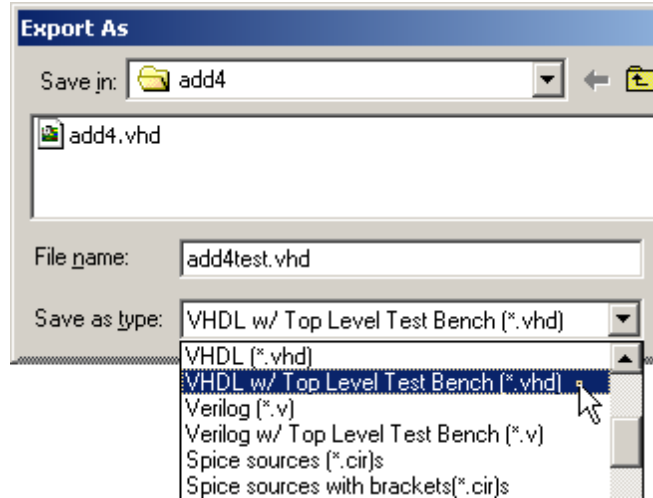 Export As
Save in: add4
add4.vhd
File name: add4test.vhd
Save as type: VHDL w/ Top Level Test Bench (*.vhd)
VHDL (*.vhd)
VHDL w/ Top Level Test Bench (*.vhd)
Verilog (*.v)
Verilog w/ Top Level Test Bench (*.v)
Spice sources (*.cir)s
Spice sources with brackets(*.cir)s